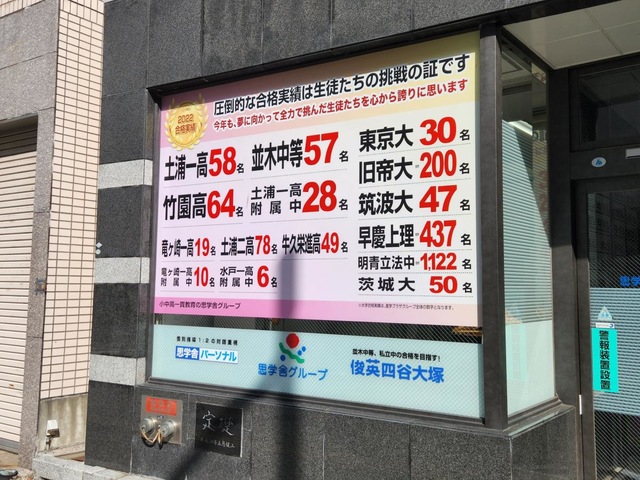 2022
合格実績
圧倒的な合格実績は生徒たちの挑戦の証です
今年も、夢に向かって全力で挑んだ生徒たちを心から誇りに思います
土浦一高58名 並木中等57名
竹園高64名 土浦一高附属中28名
竜ヶ崎一高19名 土浦二高78名 牛久栄進高49名
竜ヶ崎一高附属中10名 水戸一高附属中6名
東京大30名
旧帝大※200名
筑波大47名
早慶上理※437名
明青立法中※1,122名
茨城大50名
小中高一貫教育の思学舎グループ
思学舎パーソナル
思学舎グループ
並木中等、私立中の合格を目指す!
俊英四谷大塚
定礎
警報装置設置